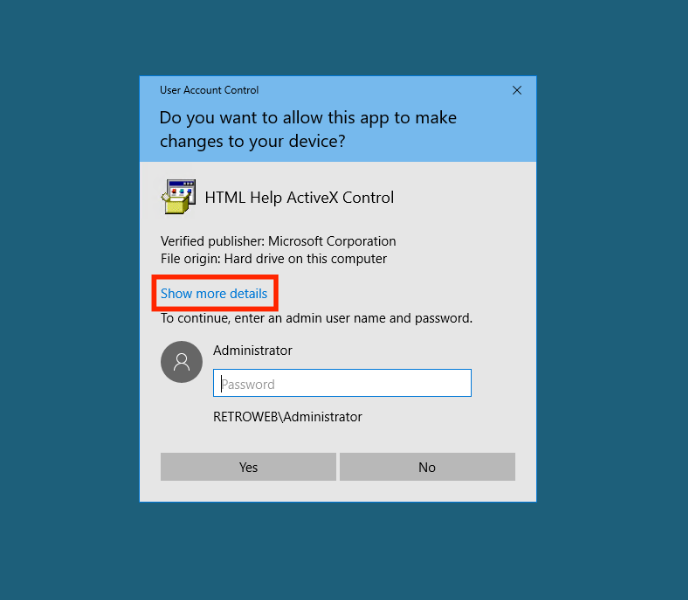 User Account Control
Do you want to allow this app to make
changes to your device?
HTML Help ActiveX Control
Verified publisher: Microsoft Corporation
File origin: Hard drive on this computer
Show more details
To continue, enter an admin user name and password.
Administrator
Password
RETROWEB\Administrator
Yes
No